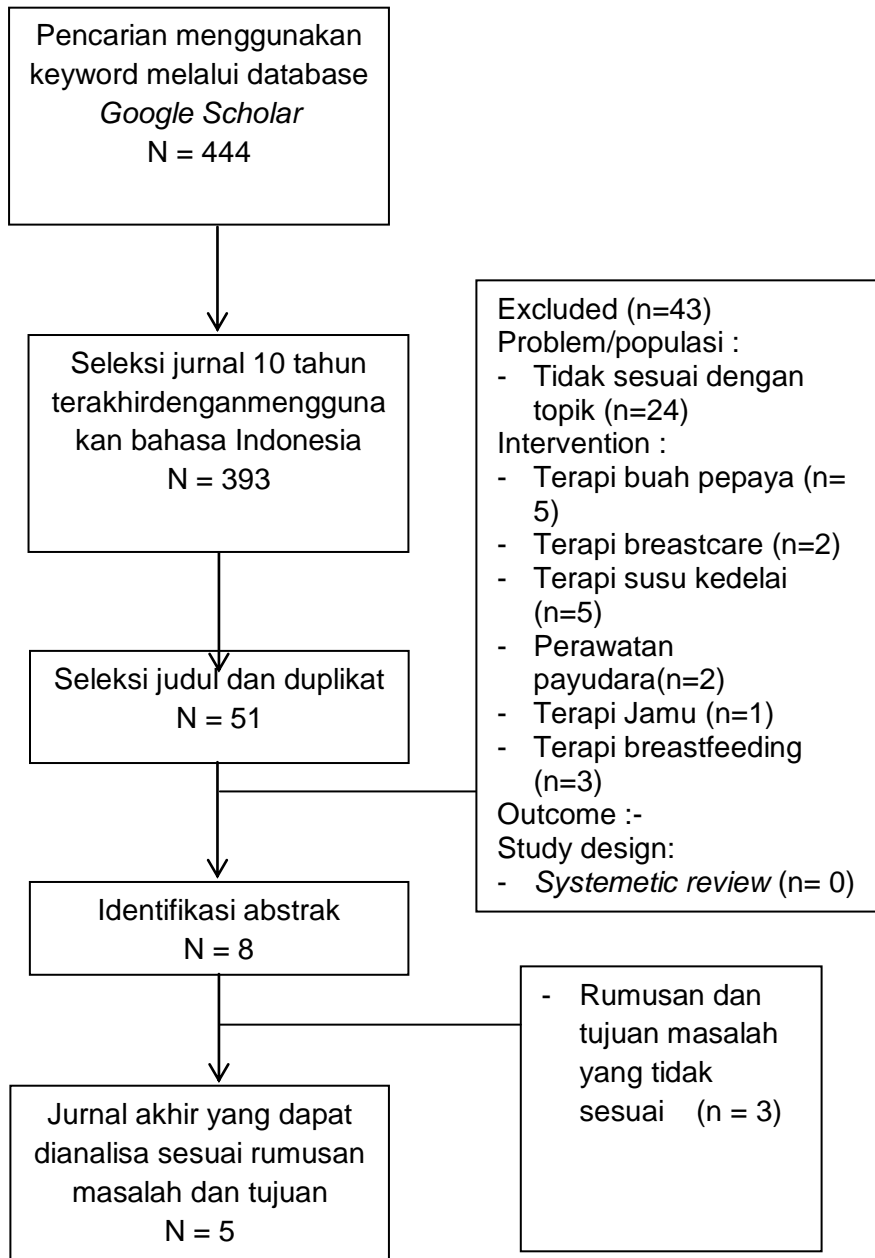 Pencarian menggunakan
keyword melalui database
Google Scholar
N = 444
Seleksi jurnal 10 tahun
terakhirdenganmengguna
kan bahasa Indonesia
N = 393
Seleksi judul dan duplikat
N = 51
Excluded (n=43)
Problem/populasi :
- Tidak sesuai dengan
topik (n=24)
Intervention :
- Terapi buah pepaya (n=
5)
- Terapi breastcare (n=2)
- Terapi susu kedelai
(n=5)
- Perawatan
payudara(n=2)
- Terapi Jamu (n=1)
- Terapi breastfeeding
(n=3)
Outcome :-
Study design:
- Systemetic review (n= 0)
Identifikasi abstrak
N = 8
- Rumusan dan
tujuan masalah
yang tidak
sesuai (n = 3)
Jurnal akhir yang dapat
dianalisa sesuai rumusan
masalah dan tujuan
N = 5